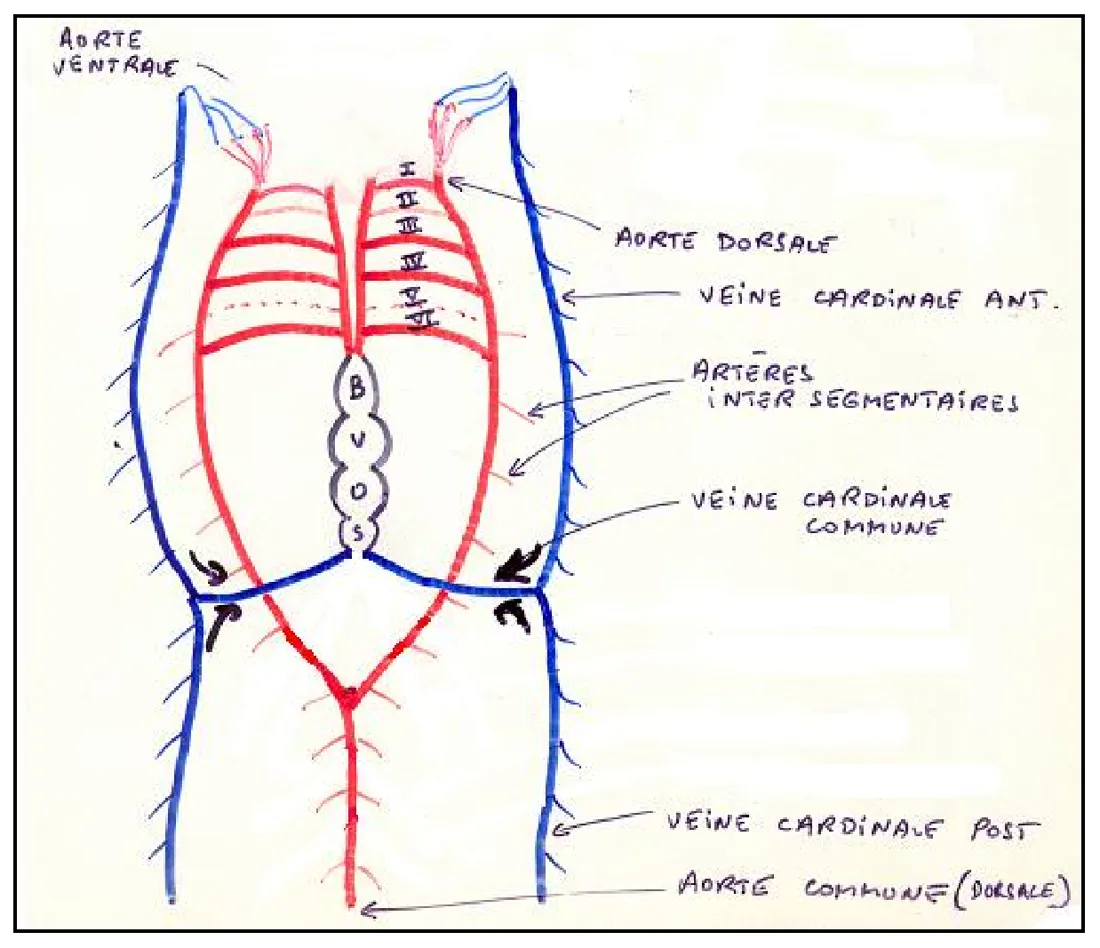 AORTE
VENTRALE
I
II
III
IV
V
VI
AORTE DORSALE
VEINE CARDINALE ANT.
ARTÈRES
INTER SEGMENTAIRES
B
V
O
S
VEINE CARDINALE
COMMUNE
VEINE CARDINALE POST
AORTE COMMUNE (DORSALE)